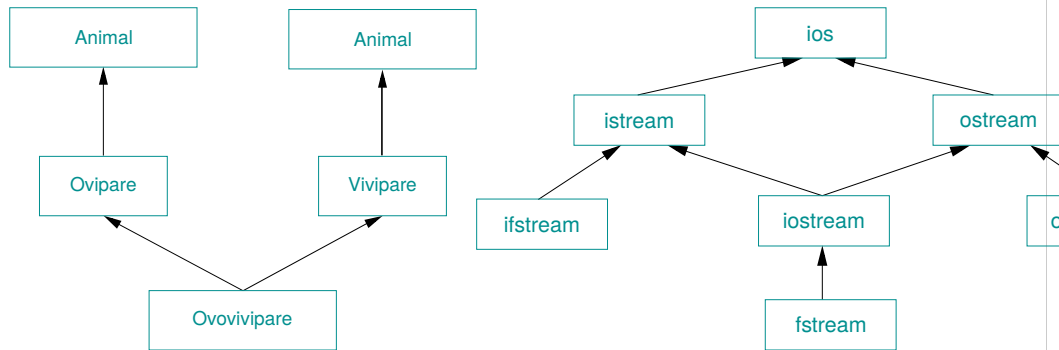 Animal
Animal
Ovipare
Vivipare
Ovovivipare
ios
istream
ostream
ifstream
iostream
fstream